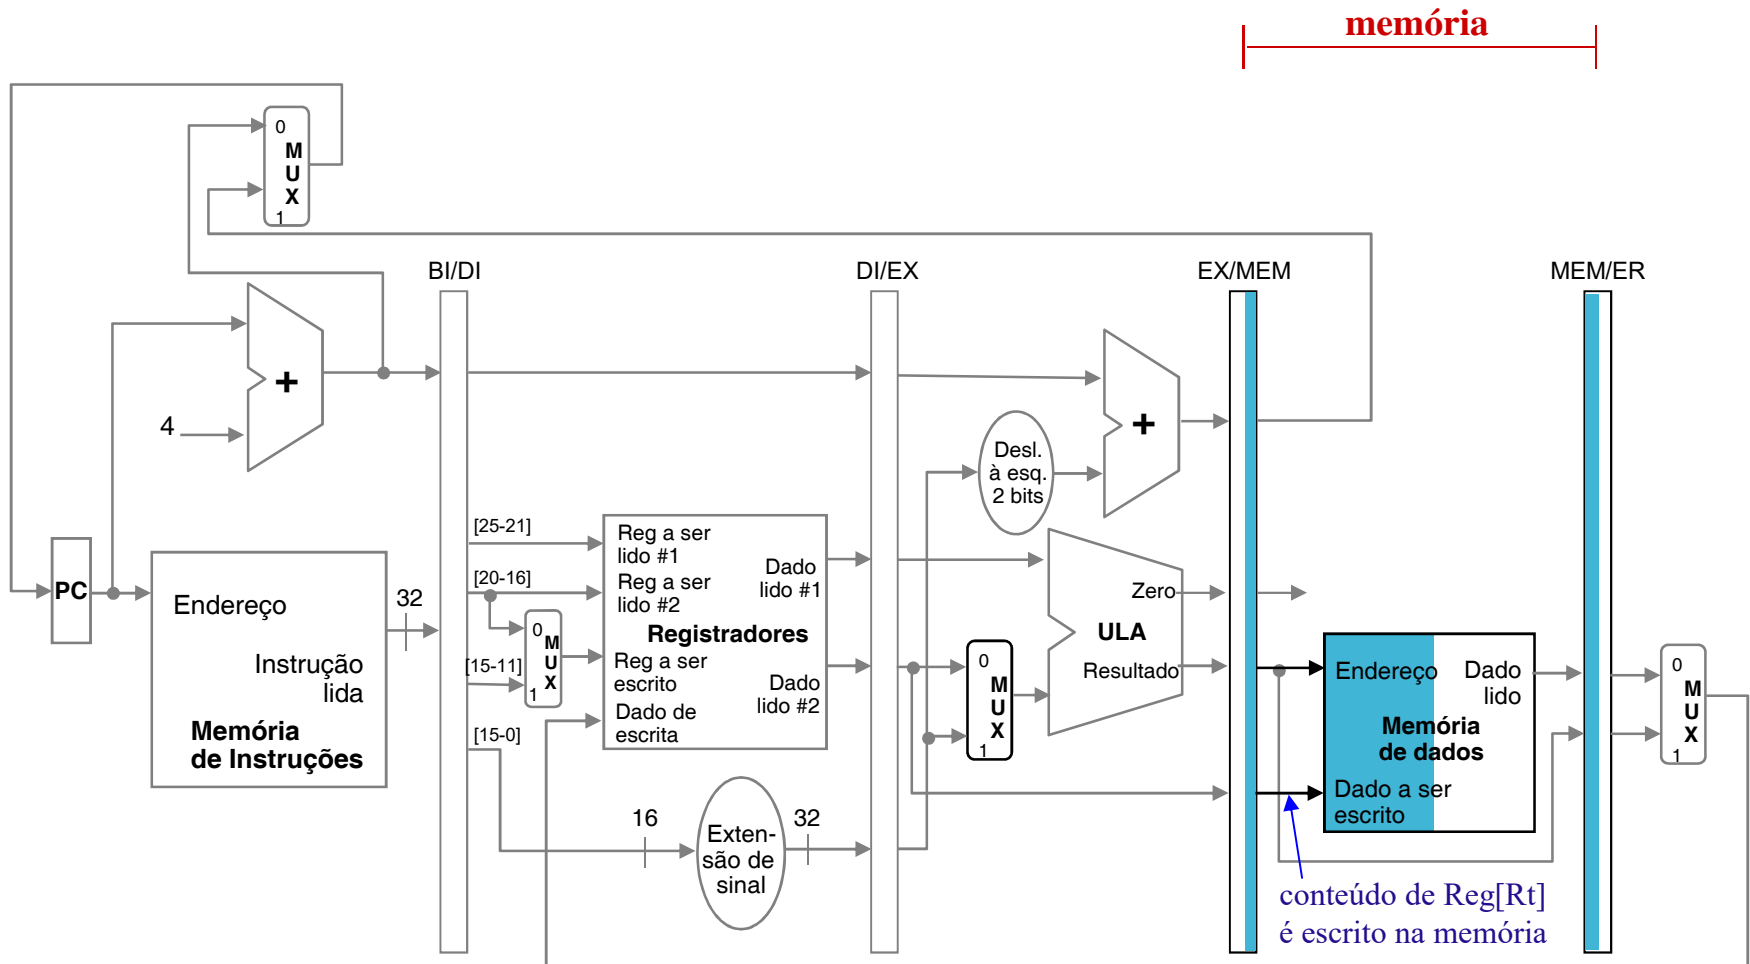 memória
0
M
U
X
1
BI/DI
DI/EX
EX/MEM
MEM/ER
+
4
+
Desl.
à esq.
2 bits
PC
Endereço
Instrução
lida
Memória
de Instruções
32
[25-21]
[20-16]
[15-11]
[15-0]
0
M
U
X
1
Reg a ser
lido #1
Reg a ser
lido #2
Registradores
Reg a ser
escrito
Dado de
escrita
Dado
lido #1
Dado
lido #2
16
Exten-
são de
sinal
32
0
M
U
X
1
Zero
ULA
Resultado
Endereço
Dado
lido
Memória
de dados
Dado a ser
escrito
0
M
U
X
1
conteúdo de Reg[Rt]
é escrito na memória